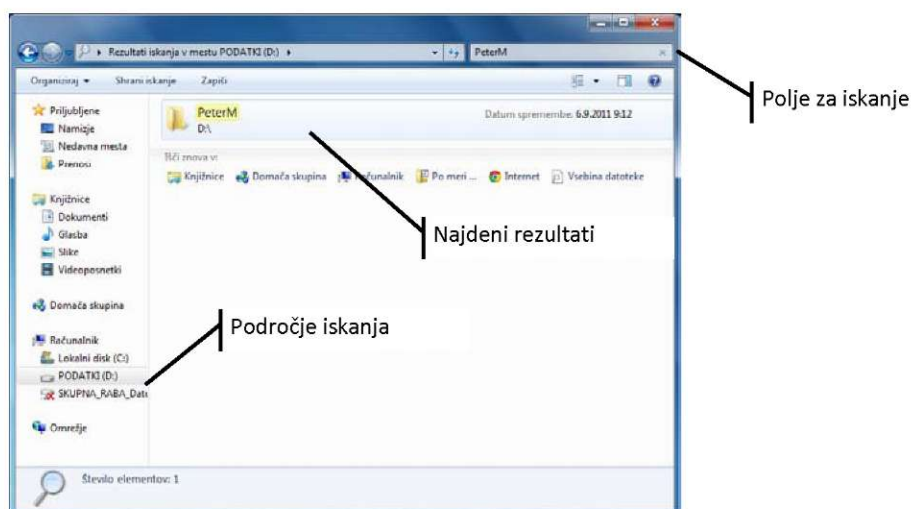 Rezultati iskanja v mestu PODATKI (D:)
PeterM
Organiziraj
Shrani iskanje
Zapiši
Polje za iskanje
Priljubljene
Namizje
Nedavna mesta
Prenosi
PeterM
D:\
Datum spremembe: 6.9.2011 9:12
Išči znova v:
Knjižnice
Domača skupina
Računalnik
Po meri ...
Internet
Vsebina datoteke
Knjižnice
Dokumenti
Glasba
Slike
Videoposnetki
Najdeni rezultati
Domača skupina
Področje iskanja
Računalnik
Lokalni disk (C:)
PODATKI (D:)
SKUPNA_RABA_Dato
Omrežje
Število elementov: 1